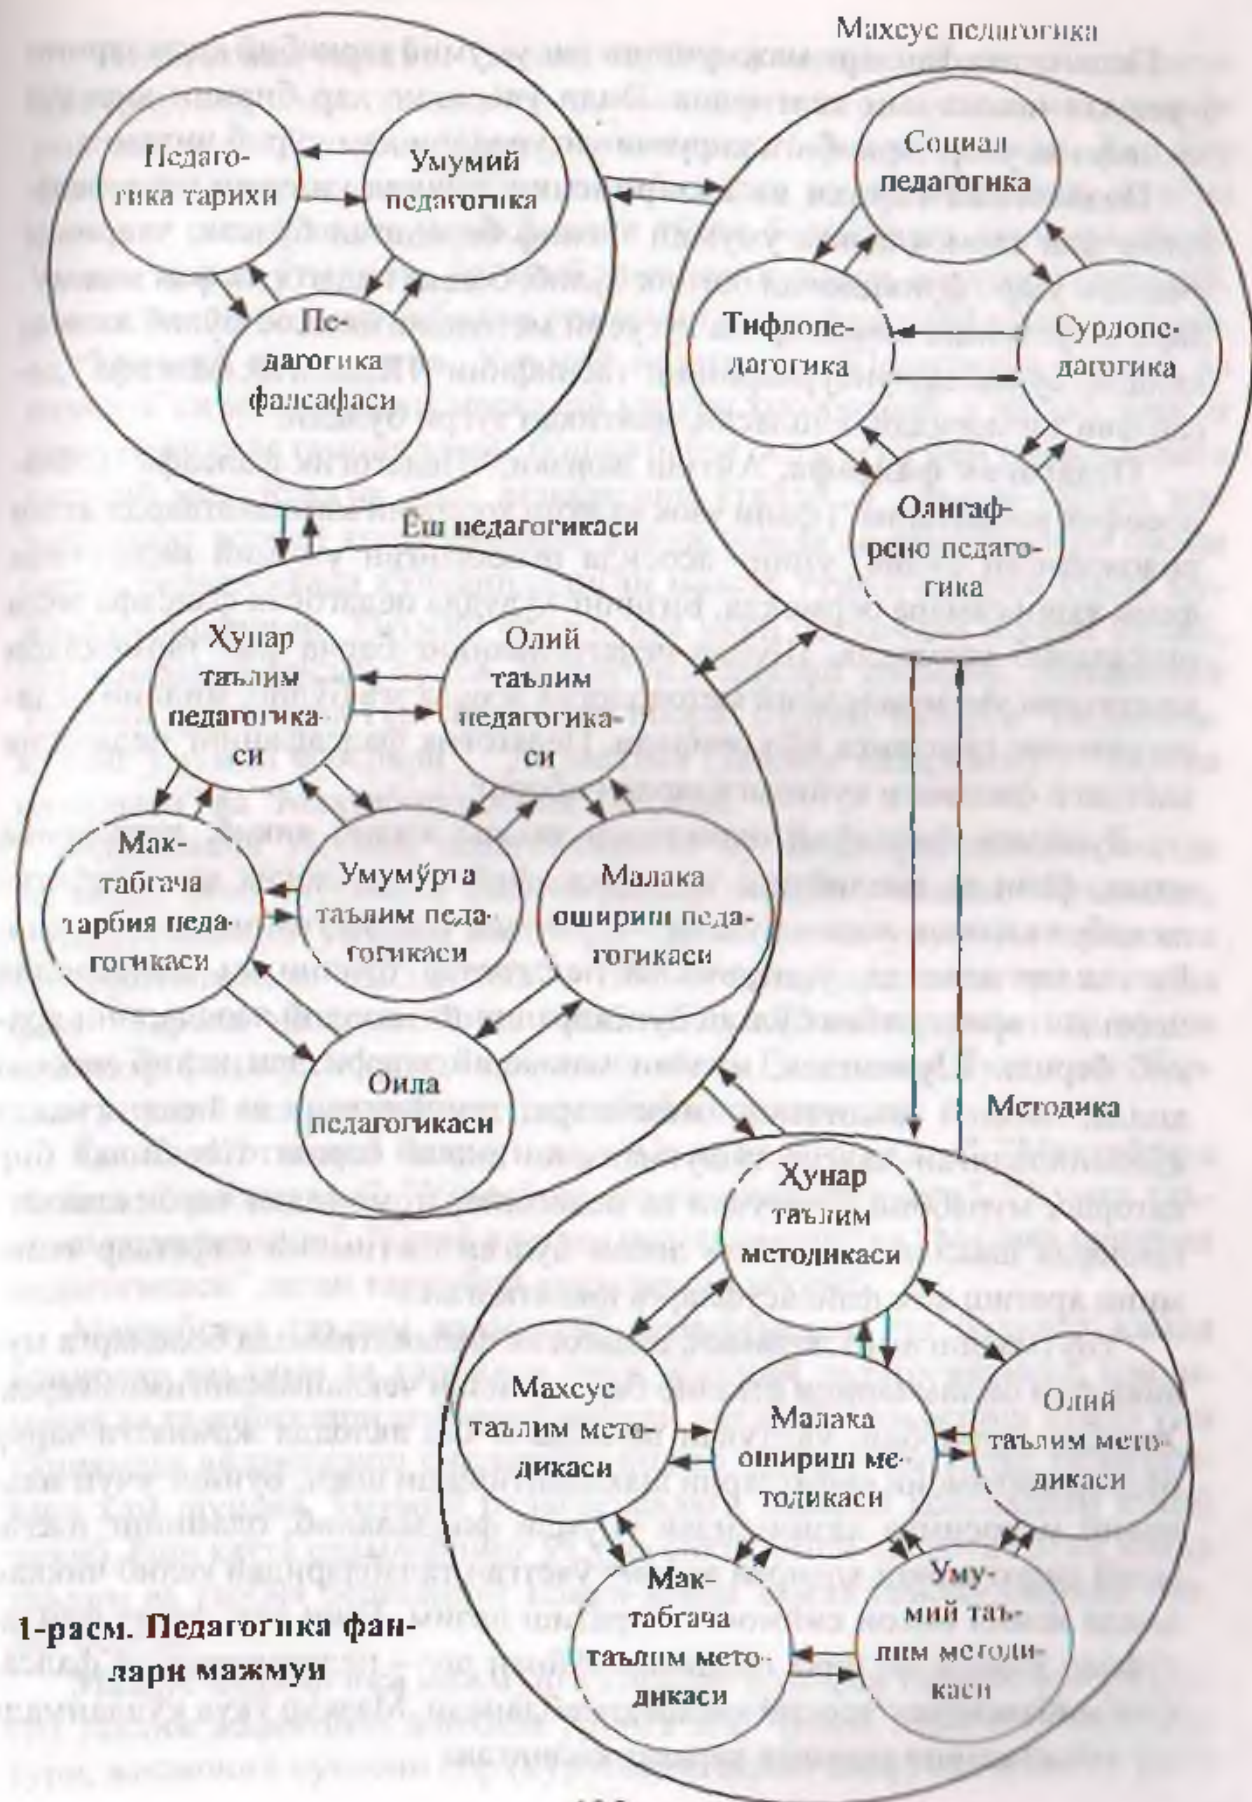 Махсус педагогика
Педаго-
гика тарихи
Умумий
педагогика
Пе-
дагогика
фалсафаси
Социал
педагогика
Тифлопе-
дагогика
Сурдопе-
дагогика
Олигаф-
рено педаго-
гика
Ёш педагогикаси
Ҳунар
таълим
педагогика-
си
Олий
таълим
педагогика-
си
Мак-
табгача
тарбия педа-
гогикаси
Умумўрта
таълим педа-
гогикаси
Малака
ошириш педа-
гогикаси
Оила
педагогикаси
Методика
Ҳунар
таълим
методикаси
Махсус
таълим мето-
дикаси
Малака
ошириш ме-
тодикаси
Олий
таълим мето-
дикаси
Мак-
табгача
таълим мето-
дикаси
Уму-
мий таъ-
лим методи-
каси
1-расм. Педагогика фан-
лари мажмуи